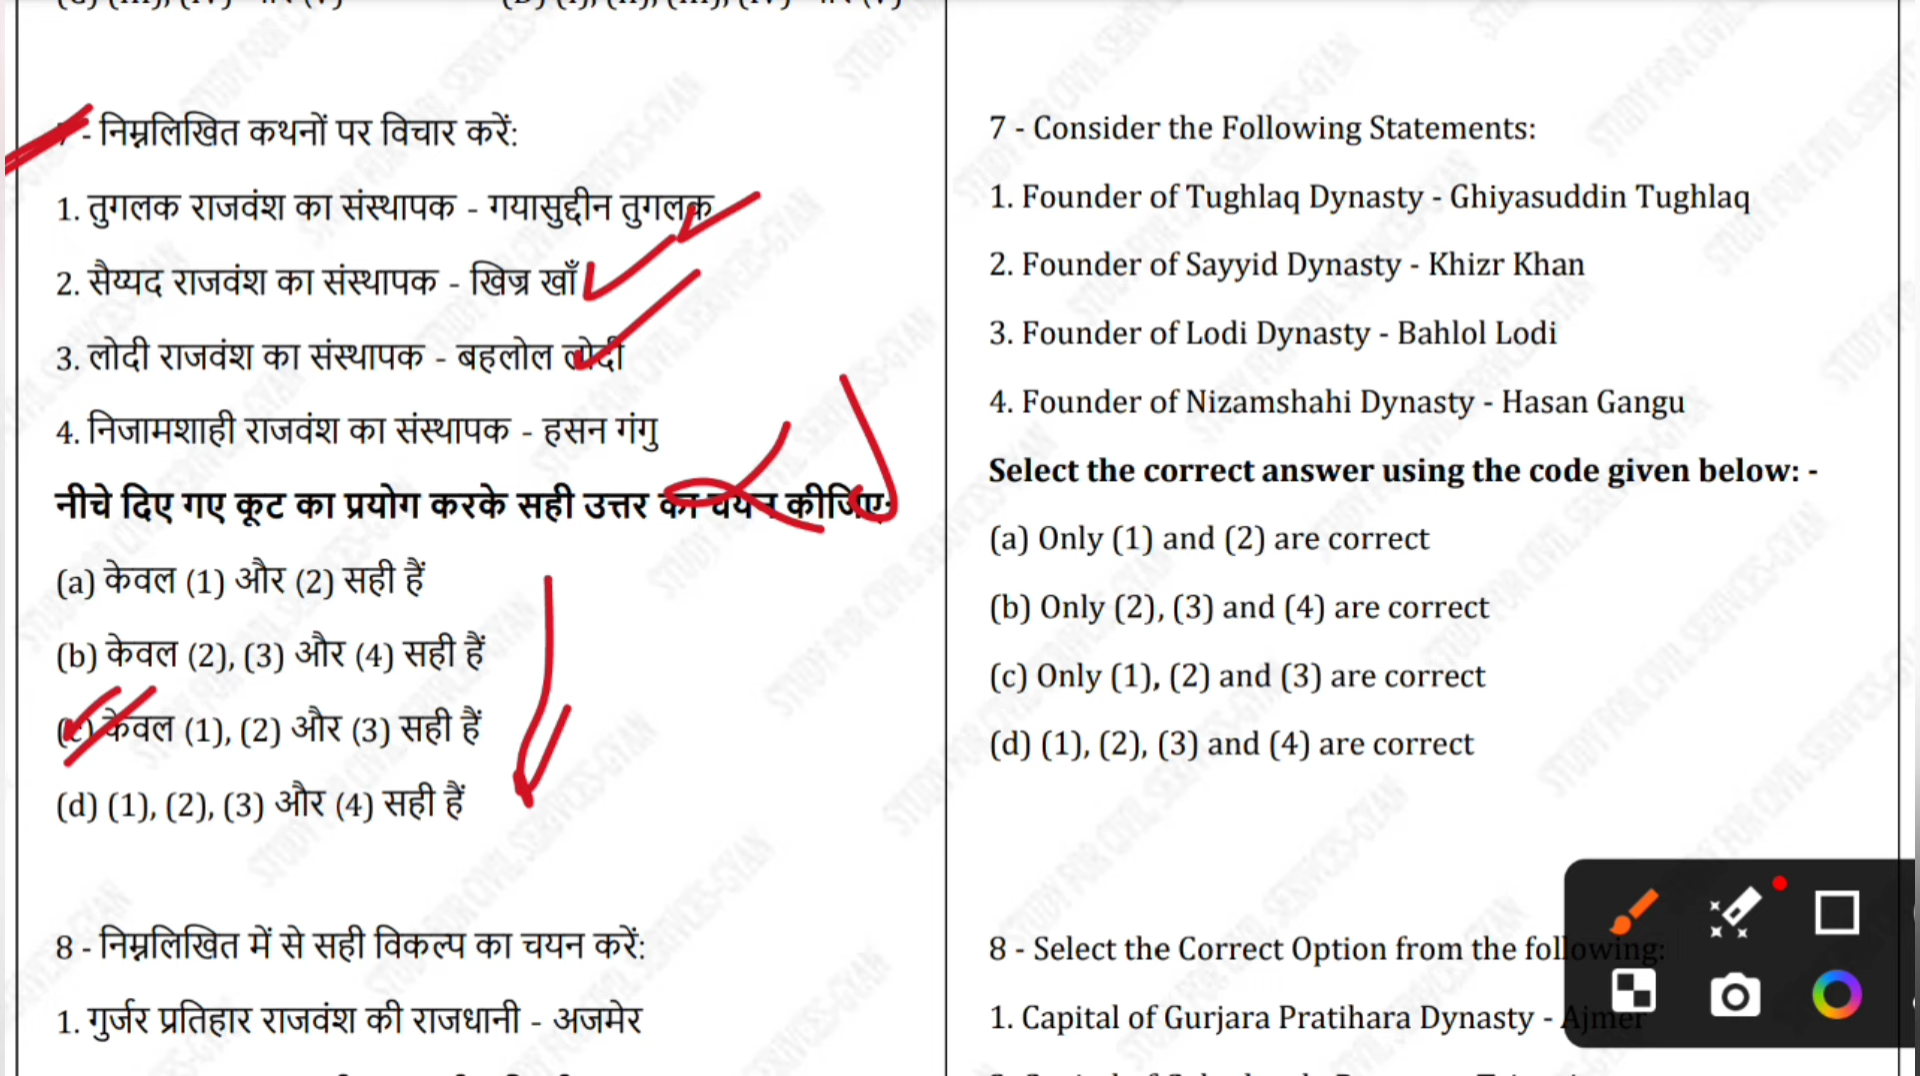 - निम्नलिखित कथनों पर विचार करें:
1. तुगलक राजवंश का संस्थापक - गयासुद्दीन तुगलक
2. सैय्यद राजवंश का संस्थापक - खिज्र खाँ
3. लोदी राजवंश का संस्थापक - बहलोल लोदी
4. निजामशाही राजवंश का संस्थापक - हसन गंगु
नीचे दिए गए कूट का प्रयोग करके सही उत्तर का चयन कीजिए:
(a) केवल (1) और (2) सही हैं
(b) केवल (2), (3) और (4) सही हैं
(c) केवल (1), (2) और (3) सही हैं
(d) (1), (2), (3) और (4) सही हैं
8 - निम्नलिखित में से सही विकल्प का चयन करें:
1. गुर्जर प्रतिहार राजवंश की राजधानी - अजमेर
7 - Consider the Following Statements:
1. Founder of Tughlaq Dynasty - Ghiyasuddin Tughlaq
2. Founder of Sayyid Dynasty - Khizr Khan
3. Founder of Lodi Dynasty - Bahlol Lodi
4. Founder of Nizamshahi Dynasty - Hasan Gangu
Select the correct answer using the code given below: -
(a) Only (1) and (2) are correct
(b) Only (2), (3) and (4) are correct
(c) Only (1), (2) and (3) are correct
(d) (1), (2), (3) and (4) are correct
8 - Select the Correct Option from the following:
1. Capital of Gurjara Pratihara Dynasty - Ajmer